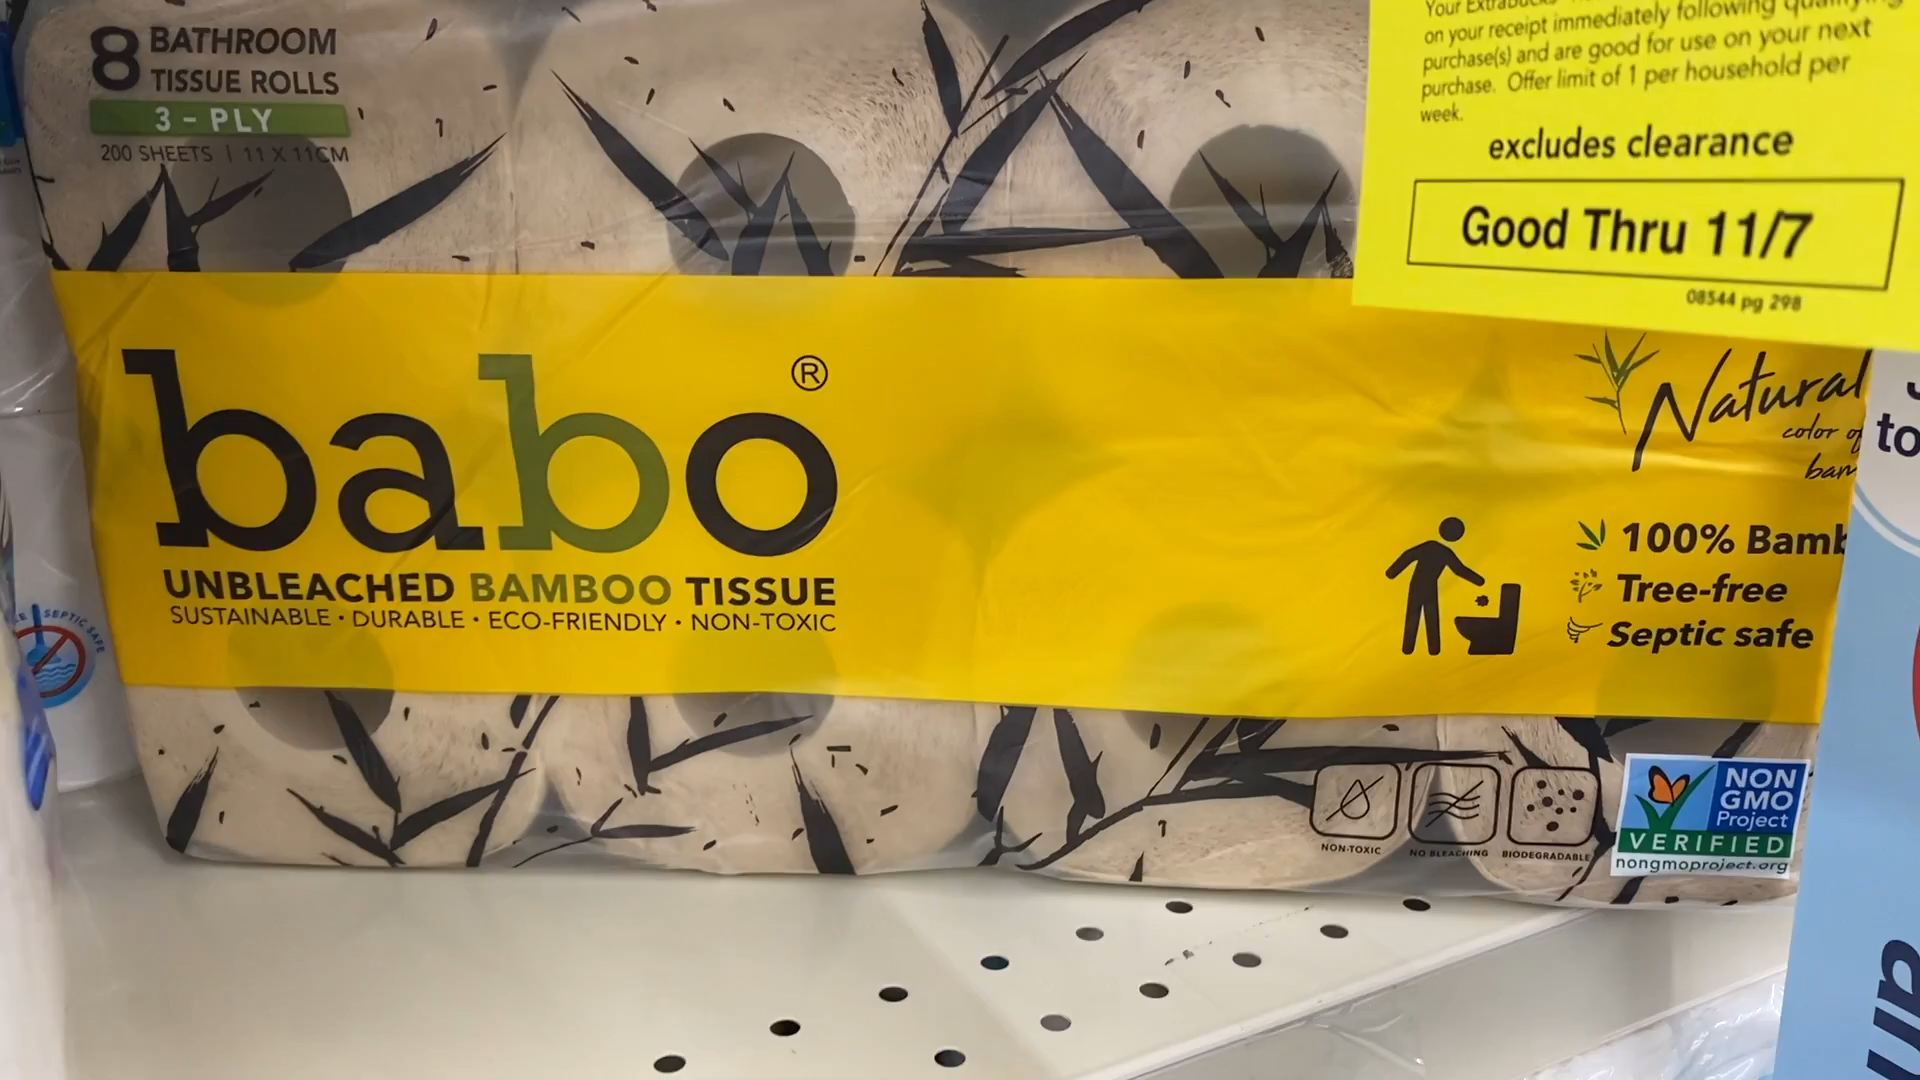 8 BATHROOM
TISSUE ROLLS
3-PLY
200 SHEETS | 11 X 11CM
Your ExtraBucks
on your receipt immediately following
purchase(s) and are good for use on your next
purchase. Offer limit of 1 per household per
week.
excludes clearance
Good Thru 11/7
08544 pg 298
babo®
UNBLEACHED BAMBOO TISSUE
SUSTAINABLE · DURABLE · ECO-FRIENDLY · NON-TOXIC
Natural
color of
bam
100% Bamb
Tree-free
Septic safe
NON-TOXIC
NO BLEACHING
BIODEGRADABLE
NON
GMO
Project
VERIFIED
nongmoproject.org
SEPTIC SAFE
to